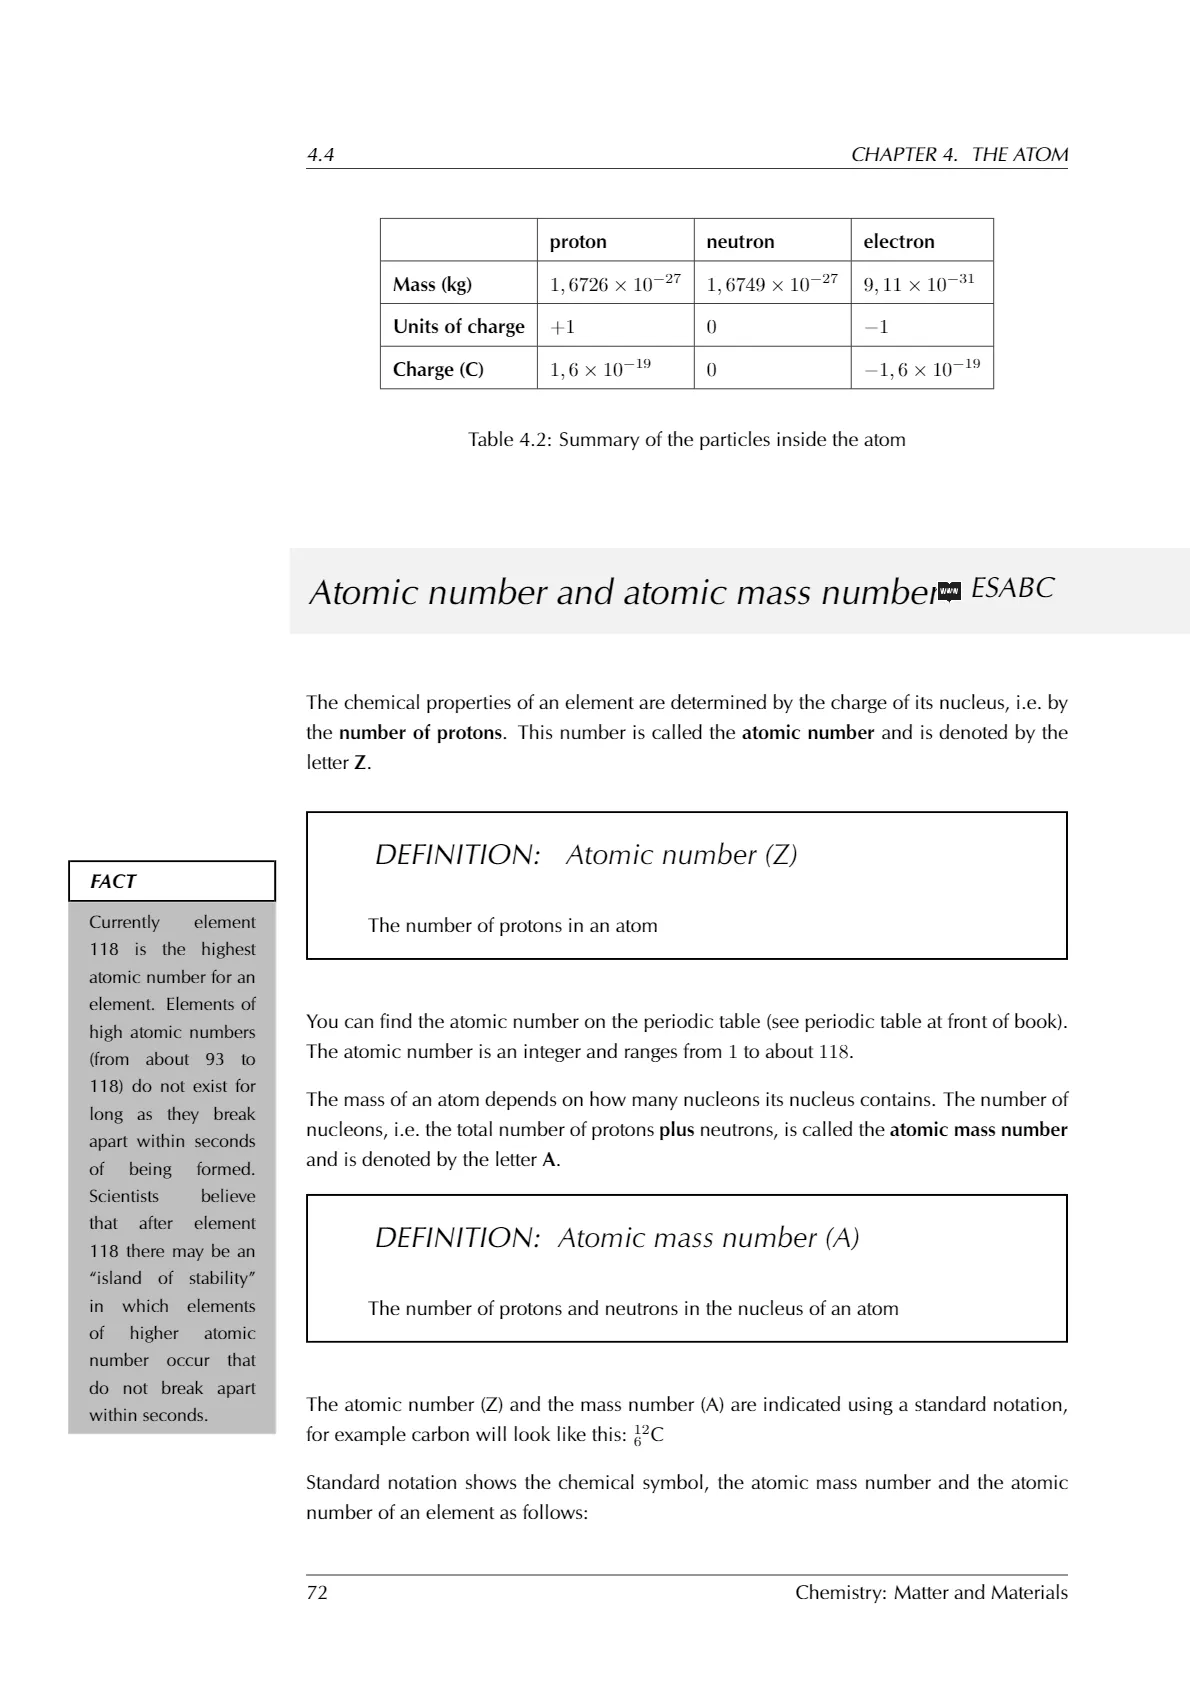 4.4 CHAPTER 4. THE ATOM
proton neutron electron
Mass (kg) 1,6726 × 10⁻²⁷ 1,6749 × 10⁻²⁷ 9,11 × 10⁻³¹
Units of charge +1 0 −1
Charge (C) 1,6 × 10⁻¹⁹ 0 −1,6 × 10⁻¹⁹
Table 4.2: Summary of the particles inside the atom
Atomic number and atomic mass number www ESABC
The chemical properties of an element are determined by the charge of its nucleus, i.e. by
the number of protons. This number is called the atomic number and is denoted by the
letter Z.
DEFINITION: Atomic number (Z)
The number of protons in an atom
FACT
Currently element
118 is the highest
atomic number for an
element. Elements of
high atomic numbers
(from about 93 to
118) do not exist for
long as they break
apart within seconds
of being formed.
Scientists believe
that after element
118 there may be an
“island of stability”
in which elements
of higher atomic
number occur that
do not break apart
within seconds.
You can find the atomic number on the periodic table (see periodic table at front of book).
The atomic number is an integer and ranges from 1 to about 118.
The mass of an atom depends on how many nucleons its nucleus contains. The number of
nucleons, i.e. the total number of protons plus neutrons, is called the atomic mass number
and is denoted by the letter A.
DEFINITION: Atomic mass number (A)
The number of protons and neutrons in the nucleus of an atom
The atomic number (Z) and the mass number (A) are indicated using a standard notation,
for example carbon will look like this: ¹²₆C
Standard notation shows the chemical symbol, the atomic mass number and the atomic
number of an element as follows:
72 Chemistry: Matter and Materials